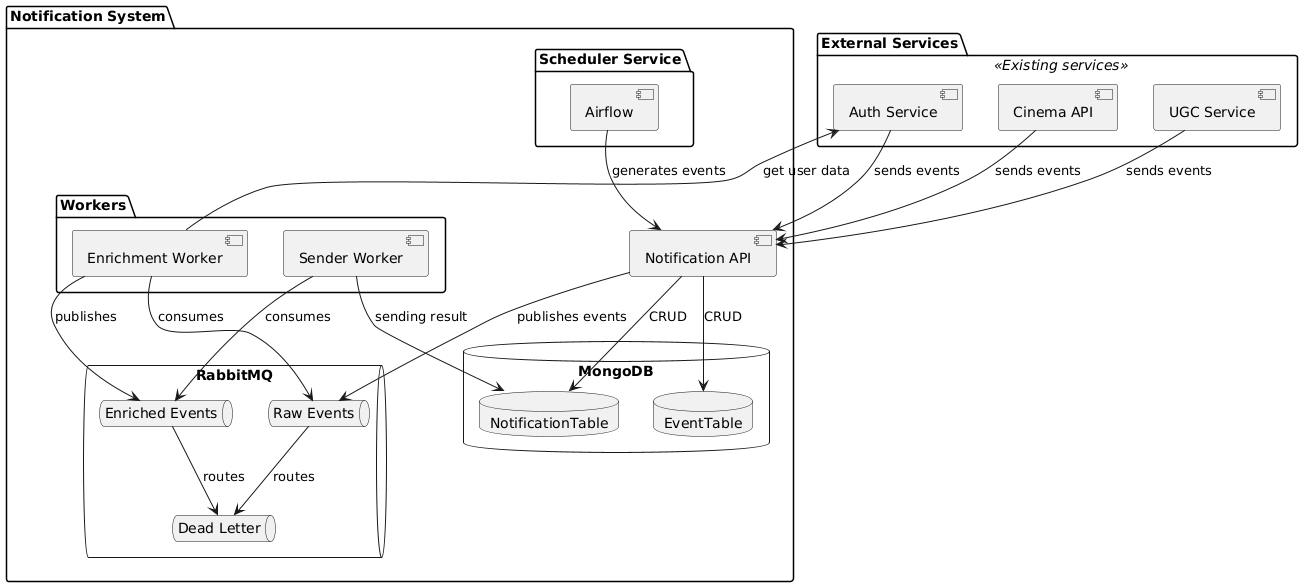 Notification System
External Services
«Existing services»
Scheduler Service
Airflow
Auth Service
Cinema API
UGC Service
generates events
get user data
sends events
sends events
sends events
Workers
Enrichment Worker
Sender Worker
Notification API
publishes
consumes
consumes
sending result
publishes events
CRUD
CRUD
RabbitMQ
MongoDB
Enriched Events
Raw Events
NotificationTable
EventTable
routes
routes
Dead Letter